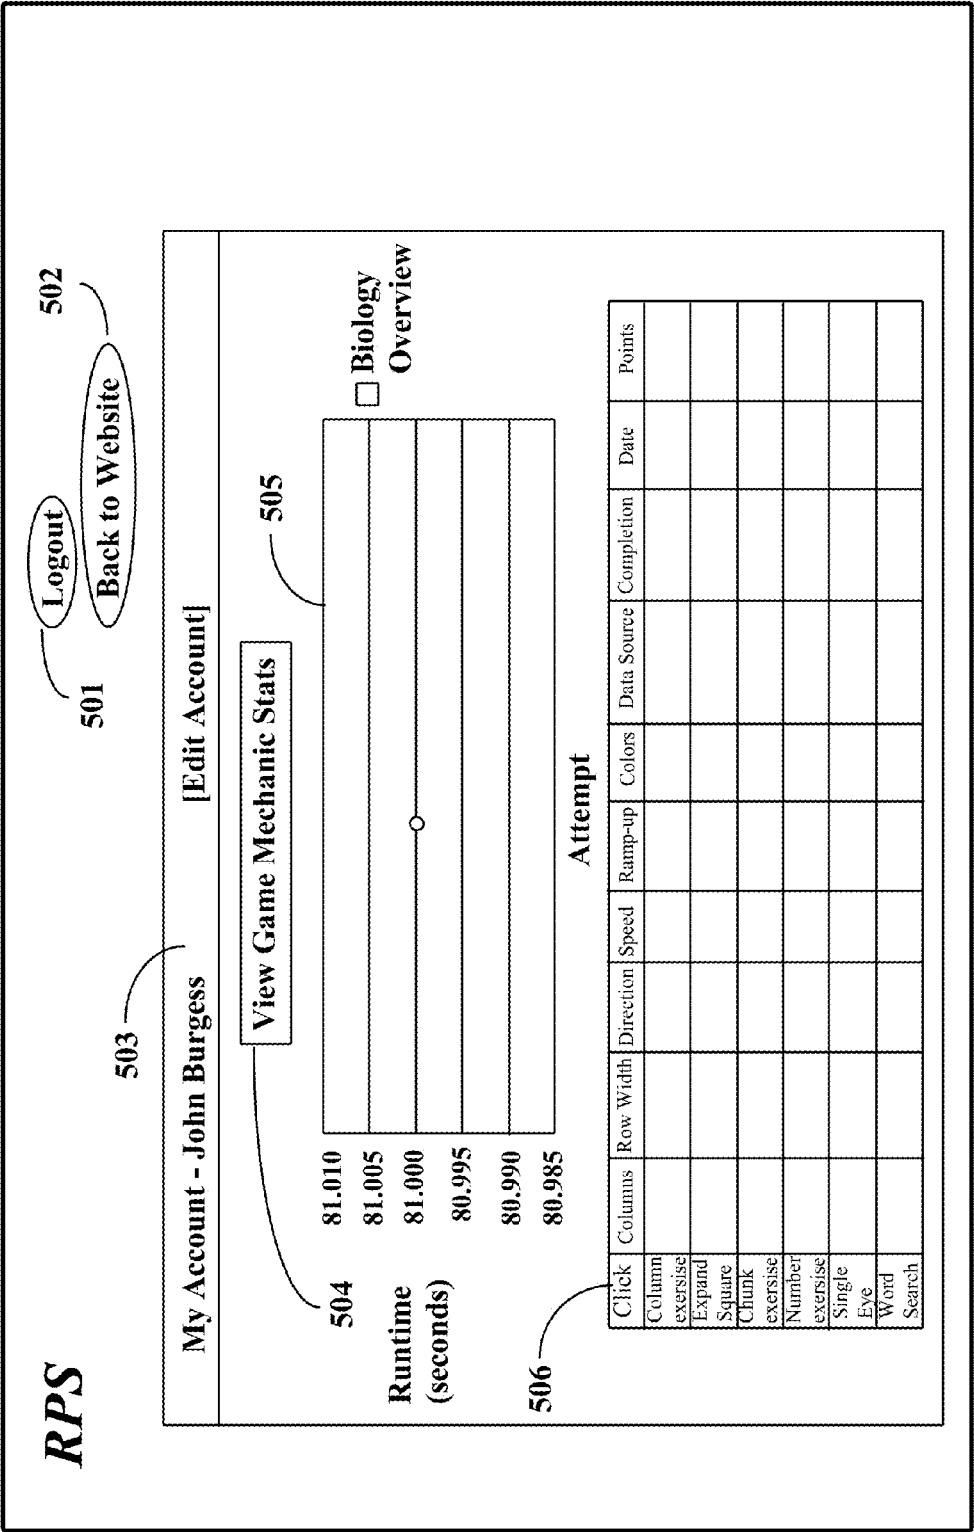 RPS
501
Logout
502
Back to Website
503
My Account - John Burgess
[Edit Account]
504
View Game Mechanic Stats
505
Runtime
(seconds)
81.010
81.005
81.000
80.995
80.990
80.985
Biology
Overview
Attempt
506
Click Columns Row Width Direction Speed Ramp-up Colors Data Source Completion Date Points
Column
exersise
Expand
Square
Chunk
exersise
Number
exersise
Single
Eye
Word
Search